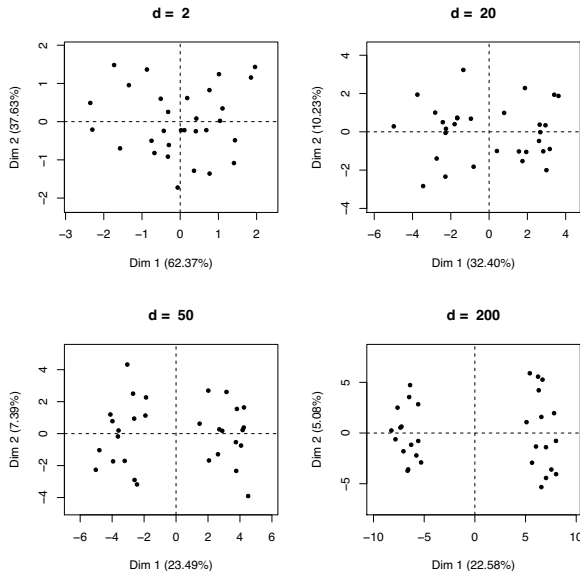 d = 2
2
1
0
−1
−2
Dim 2 (37.63%)
−3 −2 −1 0 1 2
Dim 1 (62.37%)
d = 20
4
2
0
−2
−4
Dim 2 (10.23%)
−6 −4 −2 0 2 4
Dim 1 (32.40%)
d = 50
4
2
0
−2
−4
Dim 2 (7.39%)
−6 −4 −2 0 2 4 6
Dim 1 (23.49%)
d = 200
5
0
−5
Dim 2 (5.08%)
−10 −5 0 5 10
Dim 1 (22.58%)